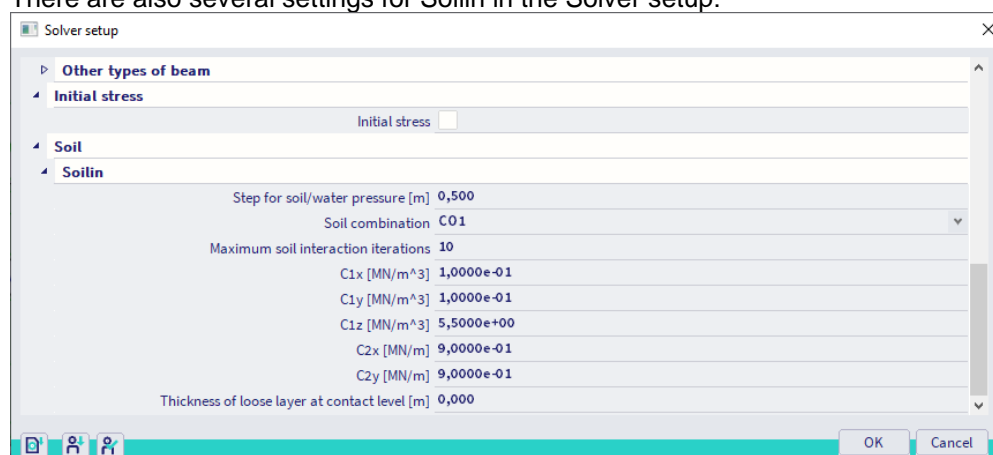 There are also several settings for Soilin in the Solver setup:
Solver setup
Other types of beam
Initial stress
Initial stress
Soil
Soilin
Step for soil/water pressure [m] 0,500
Soil combination CO1
Maximum soil interaction iterations 10
C1x [MN/m^3] 1,0000e-01
C1y [MN/m^3] 1,0000e-01
C1z [MN/m^3] 5,5000e+00
C2x [MN/m] 9,0000e-01
C2y [MN/m] 9,0000e-01
Thickness of loose layer at contact level [m] 0,000
OK Cancel